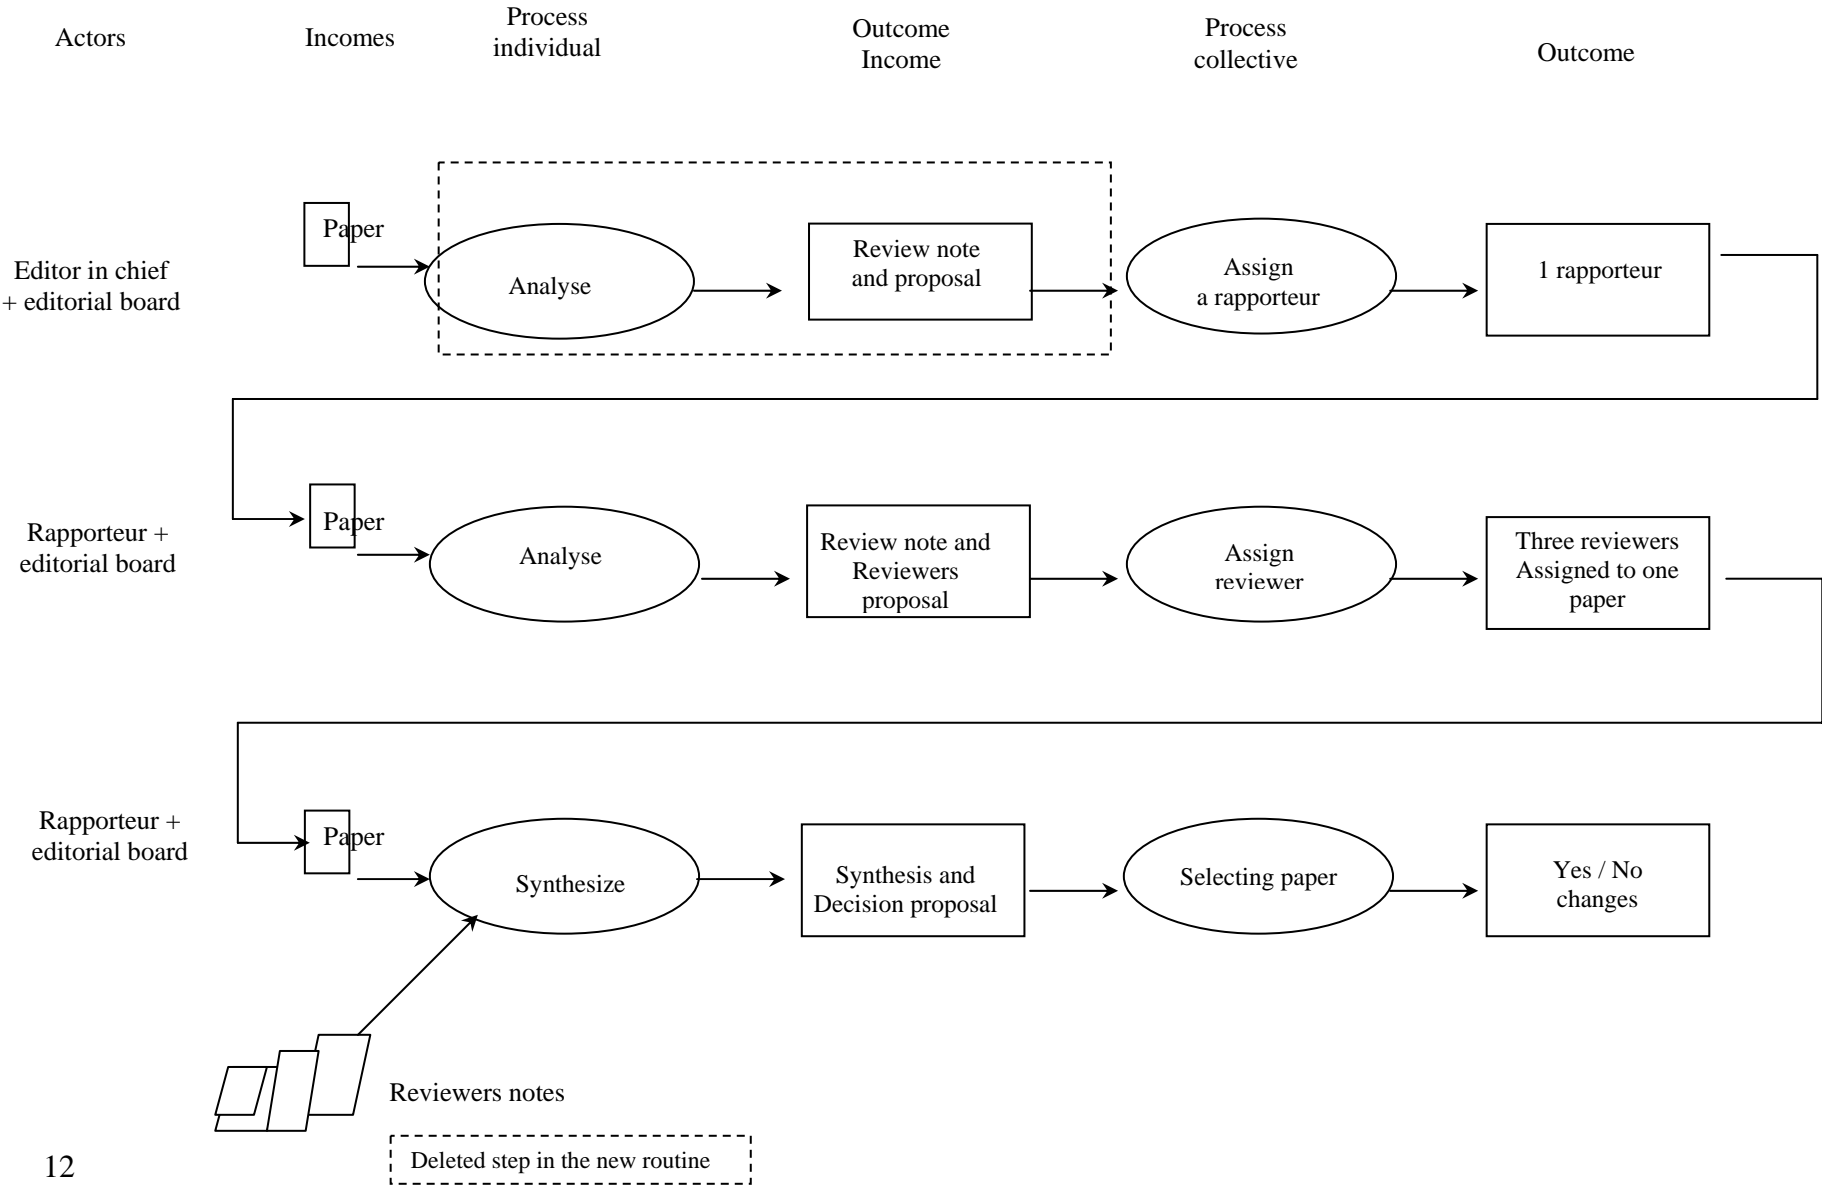 Actors
Incomes
Process
individual
Outcome
Income
Process
collective
Outcome
Editor in chief
+ editorial board
Paper
Analyse
Review note
and proposal
Assign
a rapporteur
1 rapporteur
Rapporteur +
editorial board
Paper
Analyse
Review note and
Reviewers
proposal
Assign
reviewer
Three reviewers
Assigned to one
paper
Rapporteur +
editorial board
Paper
Synthesize
Synthesis and
Decision proposal
Selecting paper
Yes / No
changes
Reviewers notes
Deleted step in the new routine
12